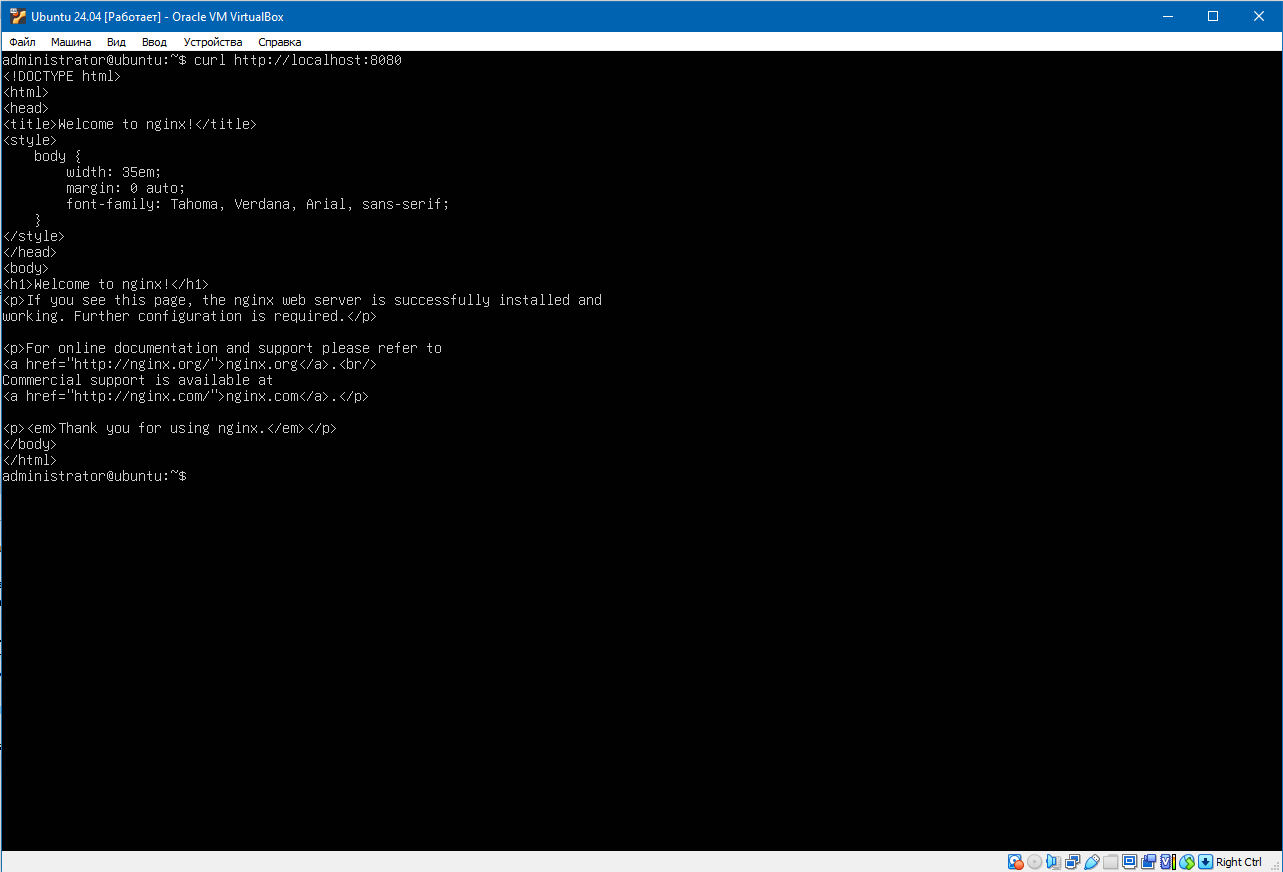 Ubuntu 24.04 [Работает] - Oracle VM VirtualBox
Файл Машина Вид Ввод Устройства Справка
administrator@ubuntu:~$ curl http://localhost:8080
<!DOCTYPE html>
<html>
<head>
<title>Welcome to nginx!</title>
<style>
    body {
        width: 35em;
        margin: 0 auto;
        font-family: Tahoma, Verdana, Arial, sans-serif;
    }
</style>
</head>
<body>
<h1>Welcome to nginx!</h1>
<p>If you see this page, the nginx web server is successfully installed and
working. Further configuration is required.</p>

<p>For online documentation and support please refer to
<a href="http://nginx.org/">nginx.org</a>.<br/>
Commercial support is available at
<a href="http://nginx.com/">nginx.com</a>.</p>

<p><em>Thank you for using nginx.</em></p>
</body>
</html>
administrator@ubuntu:~$
Right Ctrl